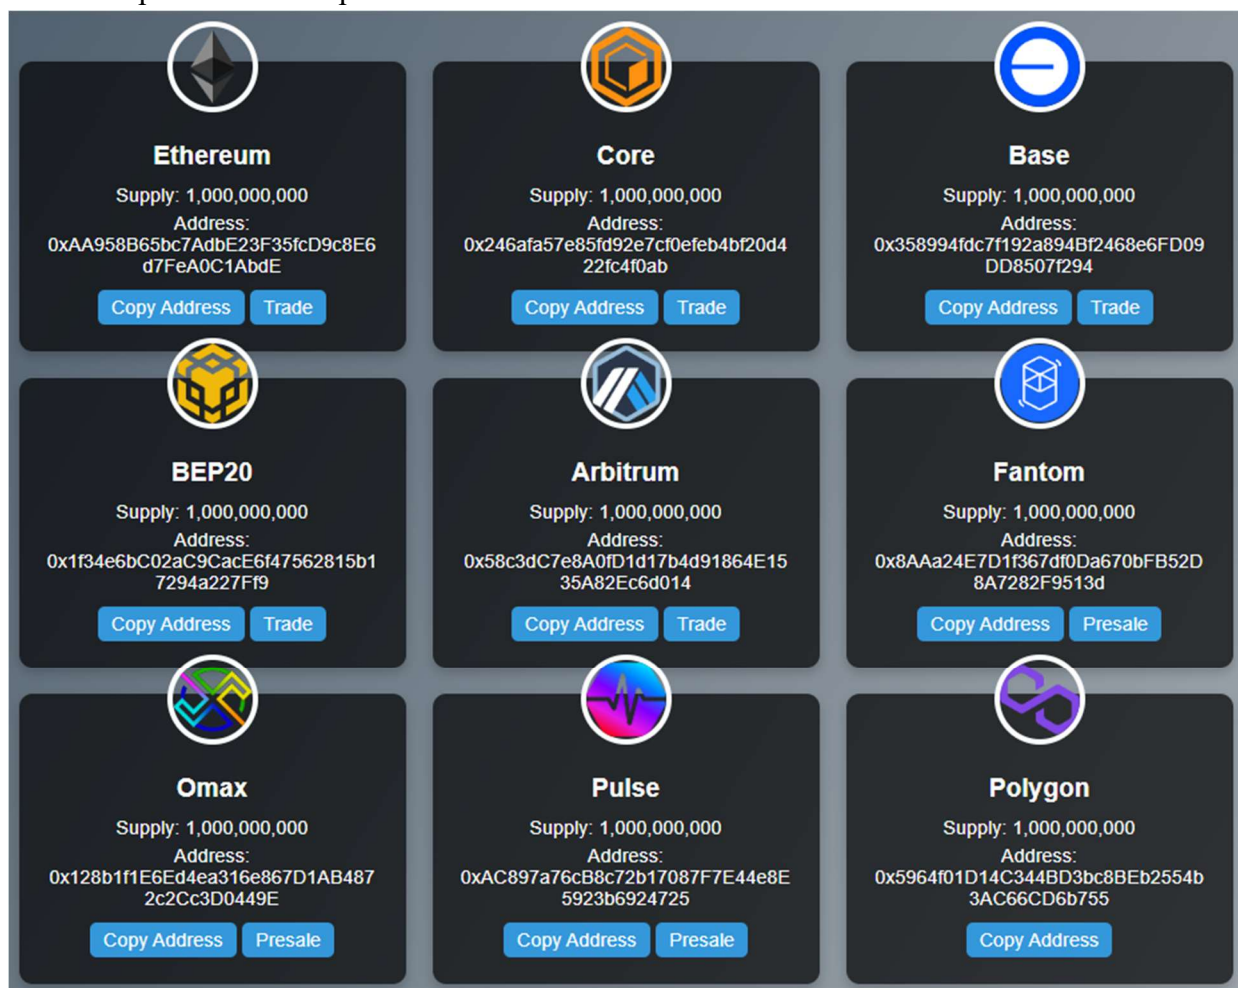 Ethereum
Supply: 1,000,000,000
Address:
0xAA958B65bc7AdbE23F35fcD9c8E6
d7FeA0C1AbdE
Copy Address
Trade
Core
Supply: 1,000,000,000
Address:
0x246afa57e85fd92e7cf0efeb4bf20d4
22fc4f0ab
Copy Address
Trade
Base
Supply: 1,000,000,000
Address:
0x358994fdc7f192a894Bf2468e6FD09
DD8507f294
Copy Address
Trade
BEP20
Supply: 1,000,000,000
Address:
0x1f34e6bC02aC9CacE6f47562815b1
7294a227Ff9
Copy Address
Trade
Arbitrum
Supply: 1,000,000,000
Address:
0x58c3dC7e8A0fD1d17b4d91864E15
35A82Ec6d014
Copy Address
Trade
Fantom
Supply: 1,000,000,000
Address:
0x8AAa24E7D1f367df0Da670bFB52D
8A7282F9513d
Copy Address
Presale
Omax
Supply: 1,000,000,000
Address:
0x128b1f1E6Ed4ea316e867D1AB487
2c2Cc3D0449E
Copy Address
Presale
Pulse
Supply: 1,000,000,000
Address:
0xAC897a76cB8c72b17087F7E44e8E
5923b6924725
Copy Address
Presale
Polygon
Supply: 1,000,000,000
Address:
0x5964f01D14C344BD3bc8BEb2554b
3AC66CD6b755
Copy Address